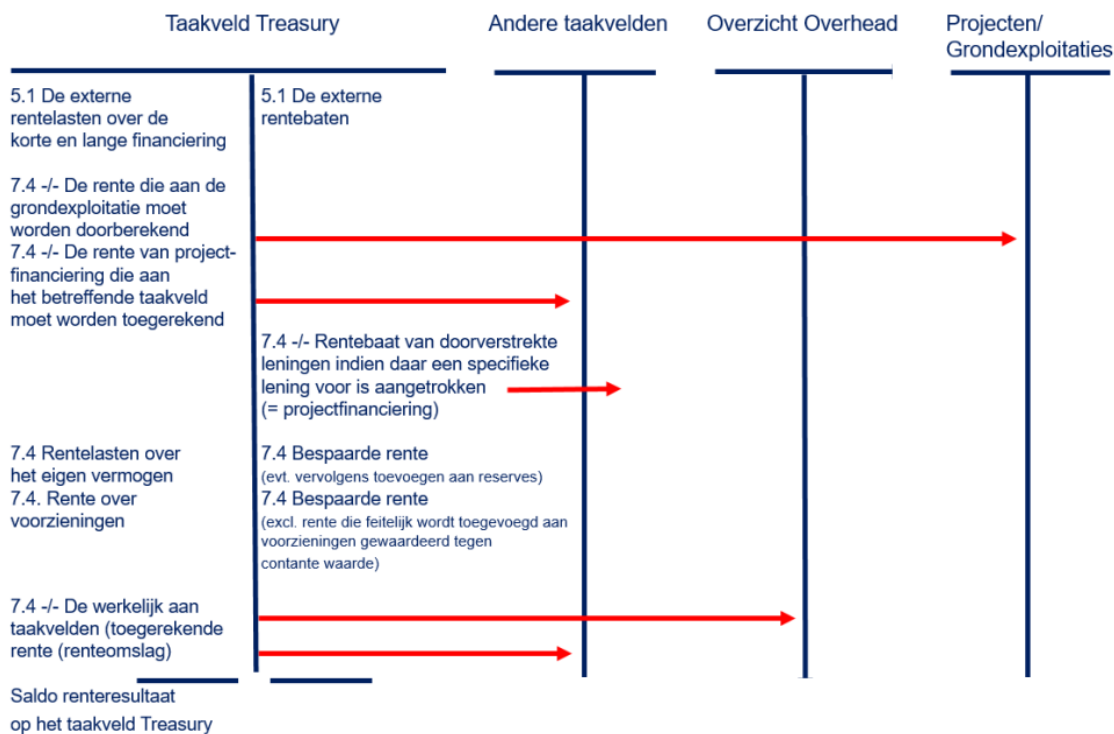 Taakveld Treasury
Andere taakvelden
Overzicht Overhead
Projecten/
Grondexploitaties
5.1 De externe
rentelasten over de
korte en lange financiering
5.1 De externe
rentebaten
7.4 -/- De rente die aan de
grondexploitatie moet
worden doorberekend
7.4 -/- De rente van project-
financiering die aan
het betreffende taakveld
moet worden toegerekend
7.4 -/- Rentebaat van doorverstrekte
leningen indien daar een specifieke
lening voor is aangetrokken
(= projectfinanciering)
7.4 Rentelasten over
het eigen vermogen
7.4. Rente over
voorzieningen
7.4 Bespaarde rente
(evt. vervolgens toevoegen aan reserves)
7.4 Bespaarde rente
(excl. rente die feitelijk wordt toegevoegd aan
voorzieningen gewaardeerd tegen
contante waarde)
7.4 -/- De werkelijk aan
taakvelden (toegerekende
rente (renteomslag)
Saldo renteresultaat
op het taakveld Treasury